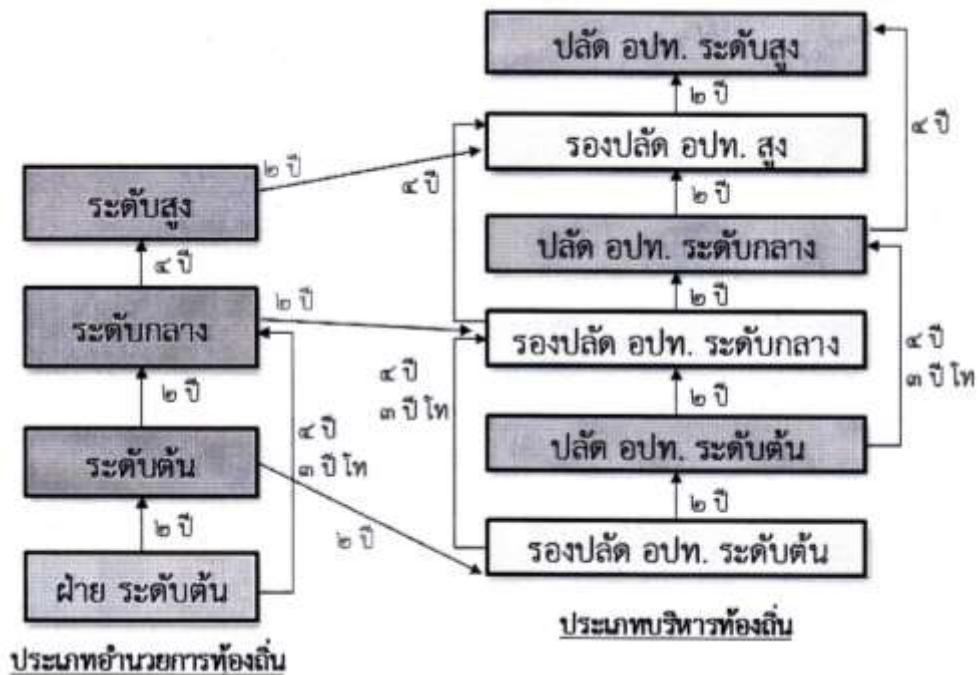 ปลัด อปท. ระดับสูง
๒ ปี
๔ ปี
รองปลัด อปท. สูง
๒ ปี
๔ ปี
๒ ปี
ระดับสูง
ปลัด อปท. ระดับกลาง
๔ ปี
๒ ปี
๒ ปี
ระดับกลาง
รองปลัด อปท. ระดับกลาง
๔ ปี
๓ ปี โท
๔ ปี
๓ ปี โท
๒ ปี
๒ ปี
ระดับต้น
ปลัด อปท. ระดับต้น
๔ ปี
๓ ปี โท
๒ ปี
๒ ปี
๒ ปี
ฝ่าย ระดับต้น
รองปลัด อปท. ระดับต้น
ประเภทอำนวยการท้องถิ่น
ประเภทบริหารท้องถิ่น